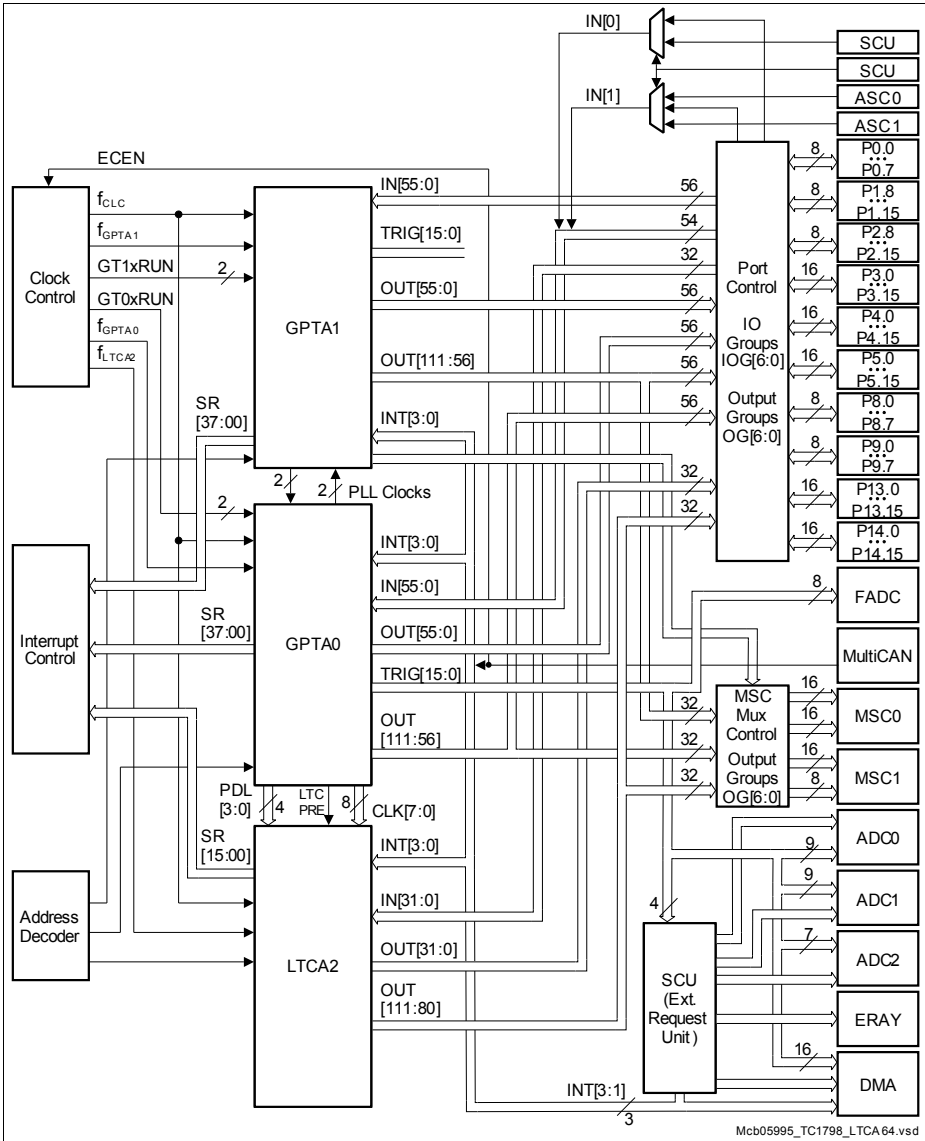 IN[0]
SCU
SCU
IN[1]
ASC0
ASC1
ECEN
8
P0.0
...
P0.7
fCLC
IN[55:0]
56
8
P1.8
...
P1.15
fGPTA1
TRIG[15:0]
54
8
P2.8
...
P2.15
Clock
Control
GT1xRUN
2
GPTA1
32
Port
Control
IO
Groups
IOG[6:0]
Output
Groups
OG[6:0]
16
P3.0
...
P3.15
GT0xRUN
OUT[55:0]
56
16
P4.0
...
P4.15
fGPTA0
56
fLTCA2
OUT[111:56]
56
16
P5.0
...
P5.15
SR
[37:00]
INT[3:0]
56
8
P8.0
...
P8.7
8
P9.0
...
P9.7
2
2
PLL Clocks
32
16
P13.0
...
P13.15
2
32
16
P14.0
...
P14.15
INT[3:0]
Interrupt
Control
SR
[37:00]
GPTA0
IN[55:0]
8
FADC
OUT[55:0]
MultiCAN
TRIG[15:0]
32
MSC
Mux
Control
Output
Groups
OG[6:0]
16
16
MSC0
OUT
[111:56]
32
16
8
MSC1
32
PDL
[3:0]
4
LTC
PRE
8
CLK[7:0]
SR
[15:00]
INT[3:0]
9
ADC0
Address
Decoder
LTCA2
IN[31:0]
4
9
ADC1
OUT[31:0]
SCU
(Ext.
Request
Unit)
7
ADC2
OUT
[111:80]
ERAY
16
DMA
INT[3:1]
3
Mcb05995_TC1798_LTCA64.vsd